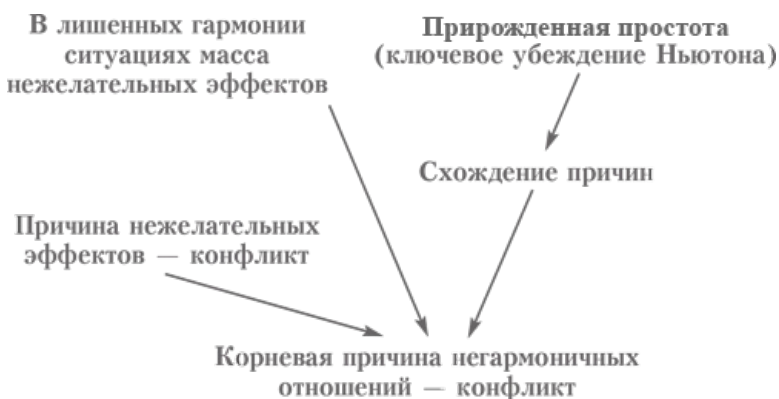 В лишенных гармонии
ситуациях масса
нежелательных эффектов
Прирожденная простота
(ключевое убеждение Ньютона)
Схождение причин
Причина нежелательных
эффектов — конфликт
Корневая причина негармоничных
отношений — конфликт